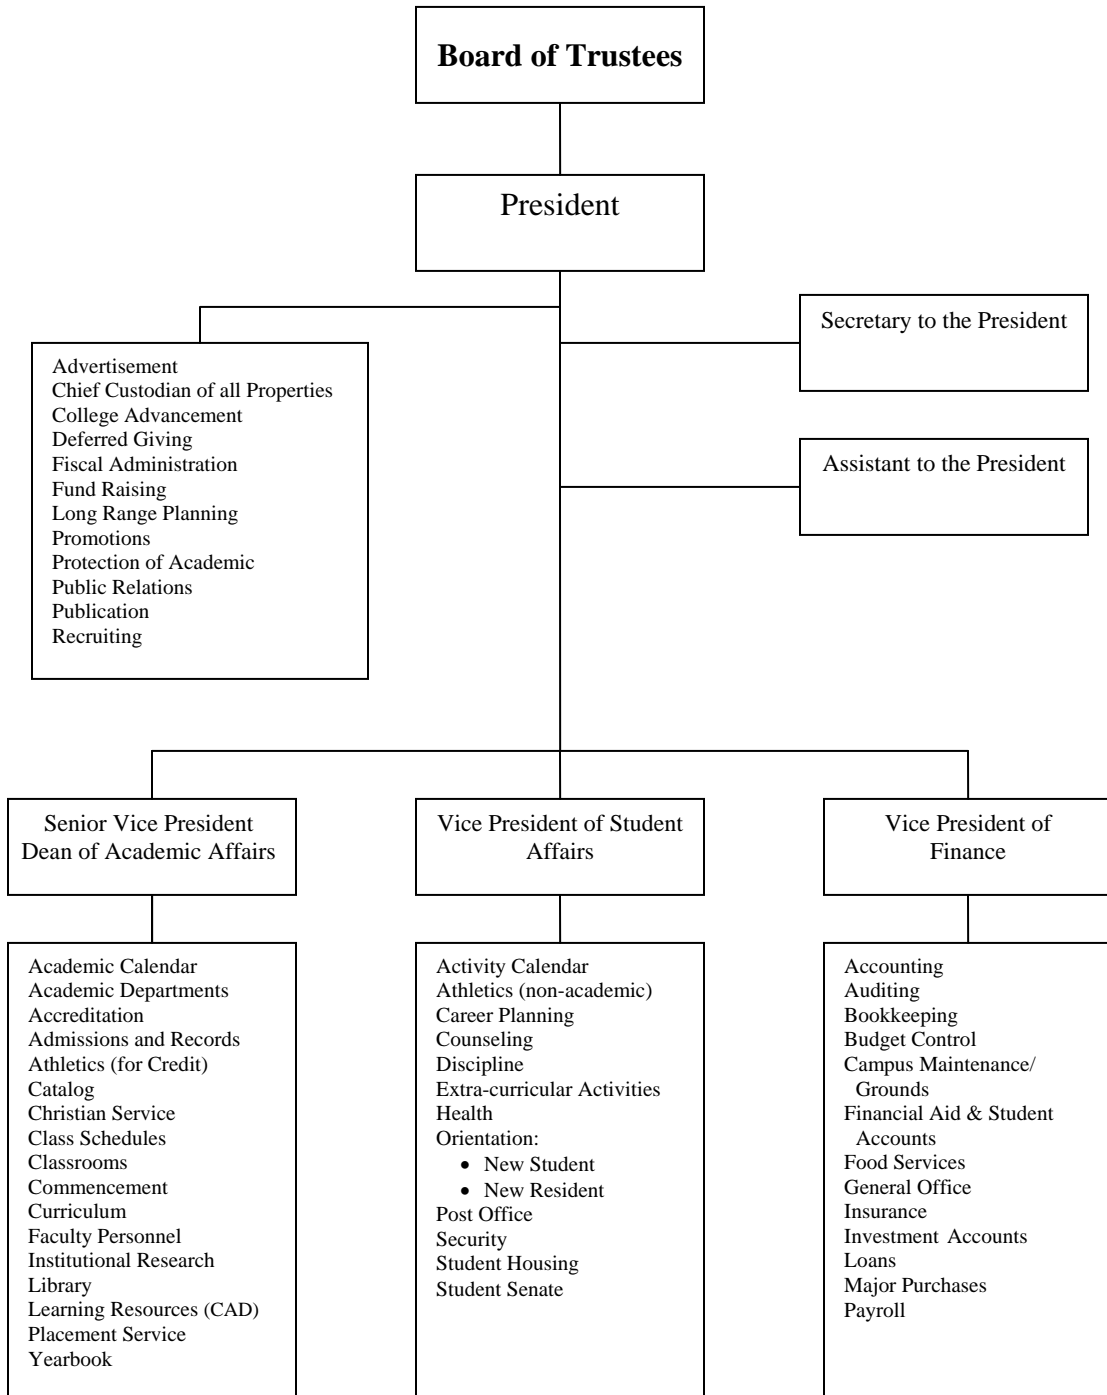 Board of Trustees
President
Secretary to the President
Advertisement
Chief Custodian of all Properties
College Advancement
Deferred Giving
Fiscal Administration
Fund Raising
Long Range Planning
Promotions
Protection of Academic
Public Relations
Publication
Recruiting
Assistant to the President
Senior Vice President
Dean of Academic Affairs
Vice President of Student
Affairs
Vice President of
Finance
Academic Calendar
Academic Departments
Accreditation
Admissions and Records
Athletics (for Credit)
Catalog
Christian Service
Class Schedules
Classrooms
Commencement
Curriculum
Faculty Personnel
Institutional Research
Library
Learning Resources (CAD)
Placement Service
Yearbook
Activity Calendar
Athletics (non-academic)
Career Planning
Counseling
Discipline
Extra-curricular Activities
Health
Orientation:
• New Student
• New Resident
Post Office
Security
Student Housing
Student Senate
Accounting
Auditing
Bookkeeping
Budget Control
Campus Maintenance/
Grounds
Financial Aid & Student
Accounts
Food Services
General Office
Insurance
Investment Accounts
Loans
Major Purchases
Payroll